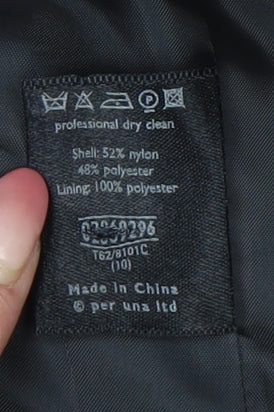 P
professional dry clean
Shell: 52% nylon
48% polyester
Lining: 100% polyester
T62/8101C
(10)
Made in China
© per una ltd